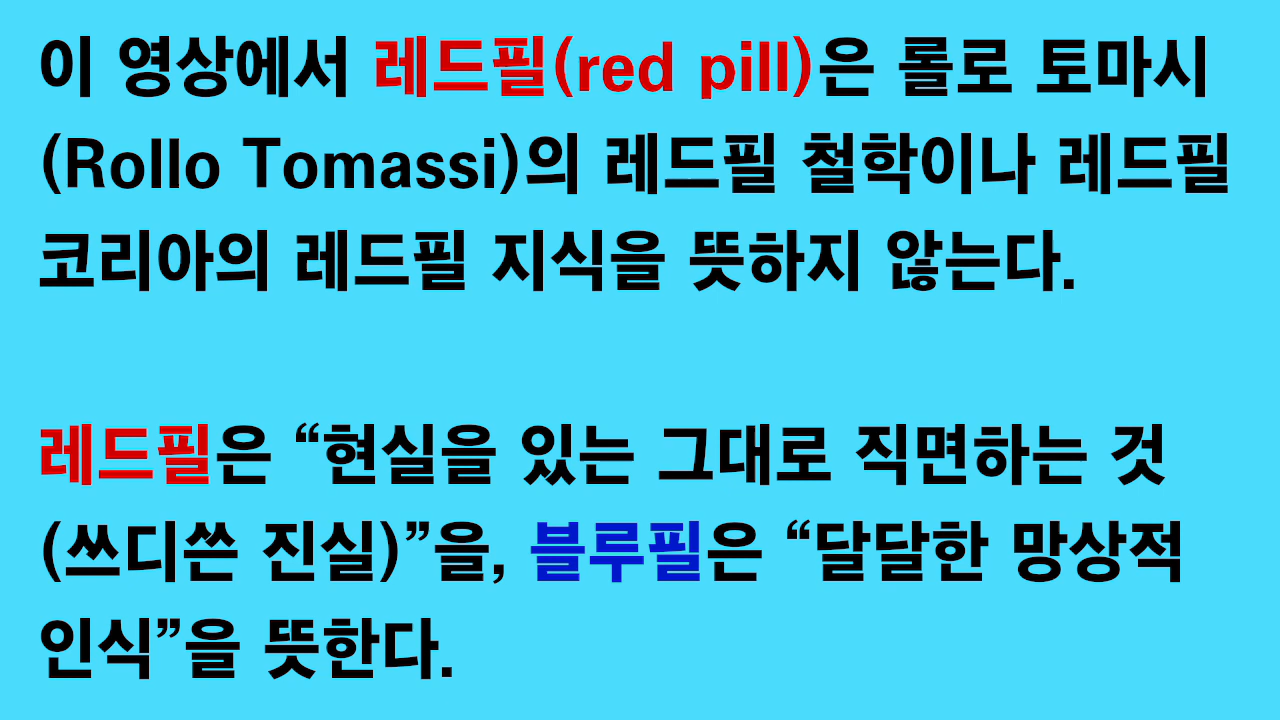 이 영상에서 레드필(red pill)은 롤로 토마시
(Rollo Tomassi)의 레드필 철학이나 레드필
코리아의 레드필 지식을 뜻하지 않는다.
레드필은 “현실을 있는 그대로 직면하는 것
(쓰디쓴 진실)”을, 블루필은 “달달한 망상적
인식”을 뜻한다.